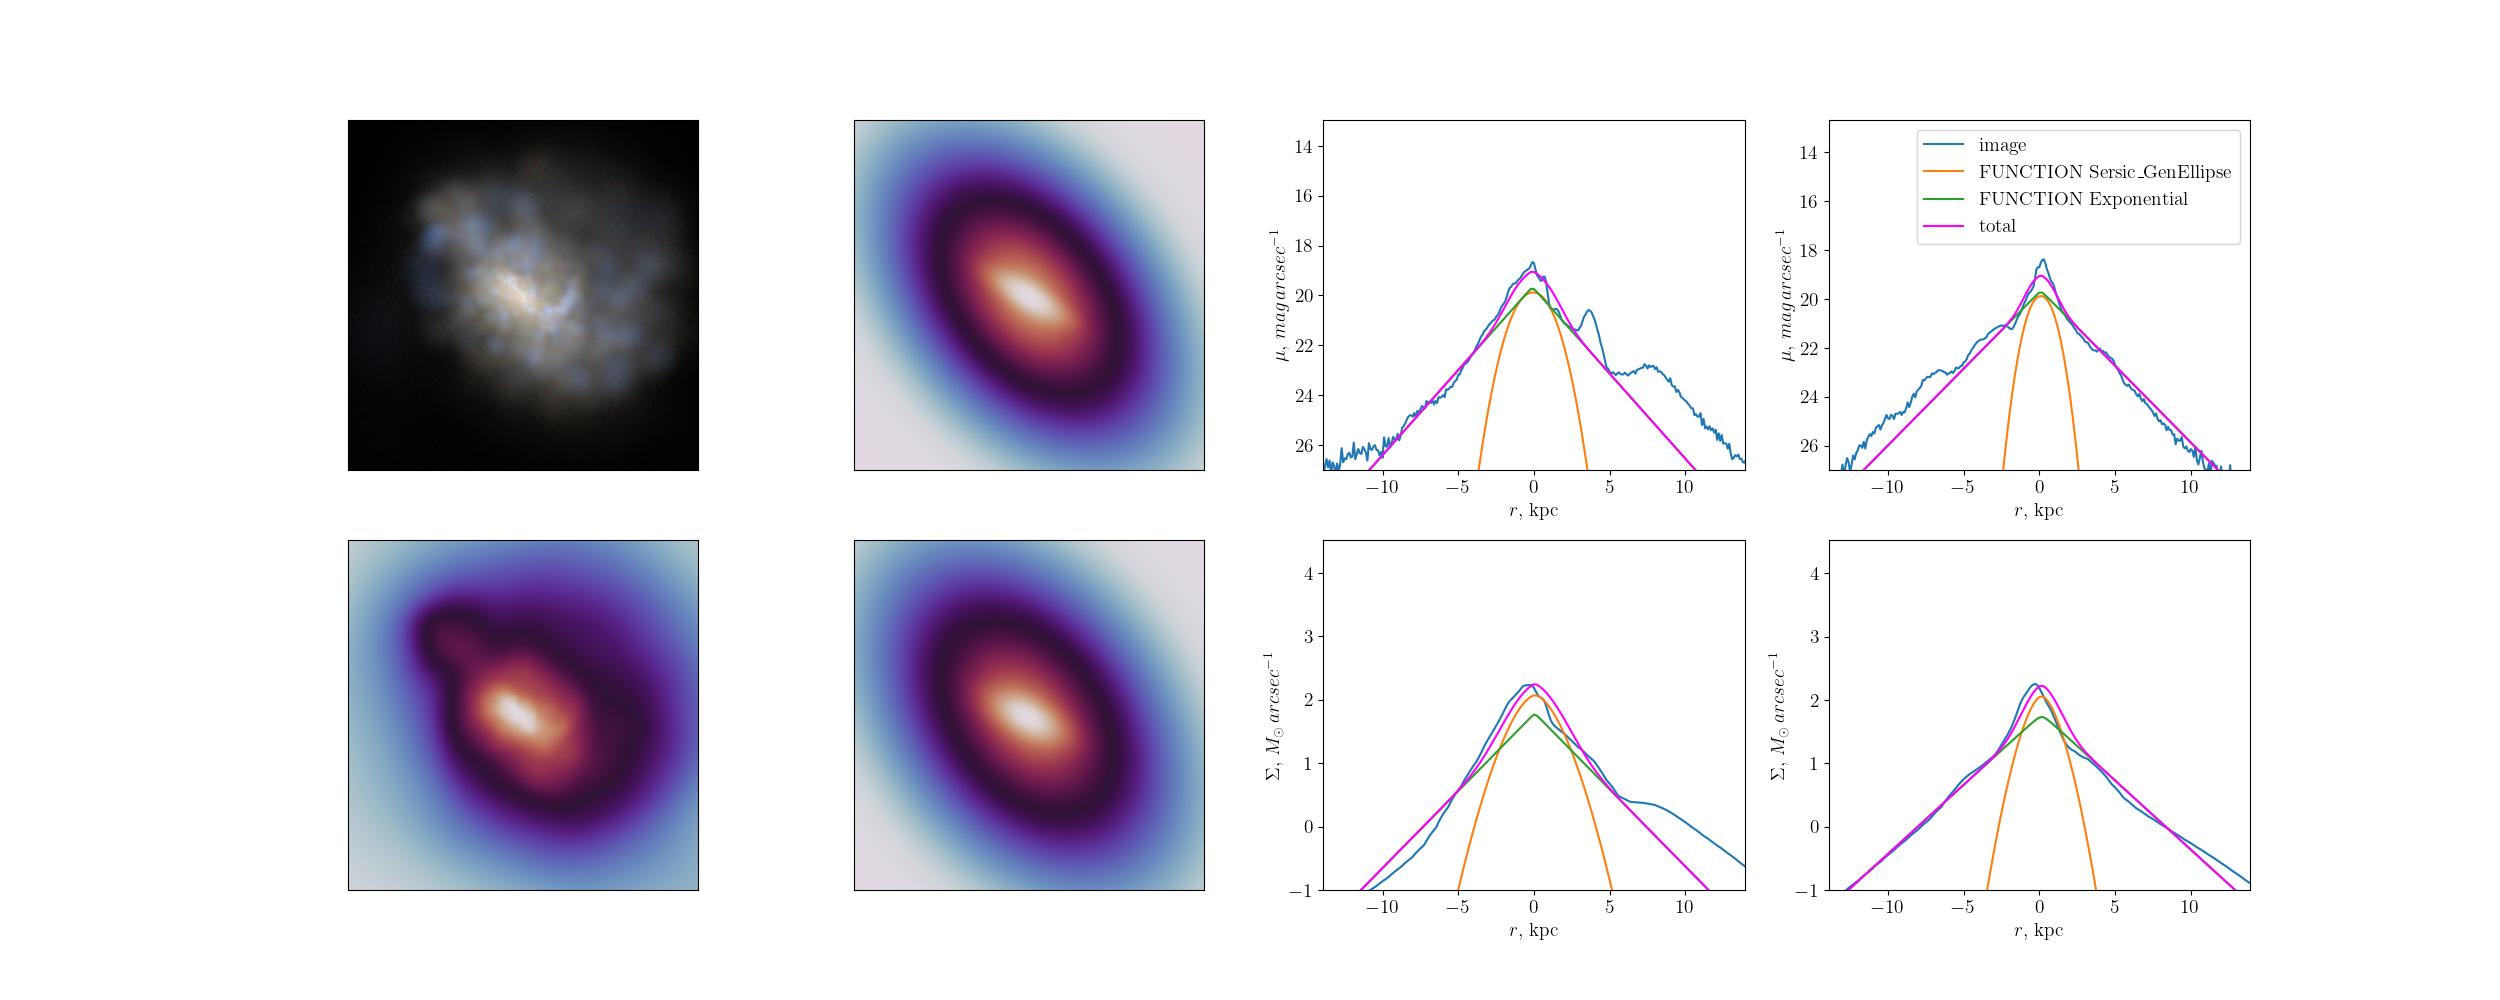 14
16
18
20
22
24
26
μ, mag arcsec⁻¹
−10 −5 0 5 10
r, kpc
14
16
18
20
22
24
26
μ, mag arcsec⁻¹
image
FUNCTION Sersic_GenEllipse
FUNCTION Exponential
total
−10 −5 0 5 10
r, kpc
4
3
2
1
0
−1
Σ, M⊙ arcsec⁻¹
−10 −5 0 5 10
r, kpc
4
3
2
1
0
−1
Σ, M⊙ arcsec⁻¹
−10 −5 0 5 10
r, kpc